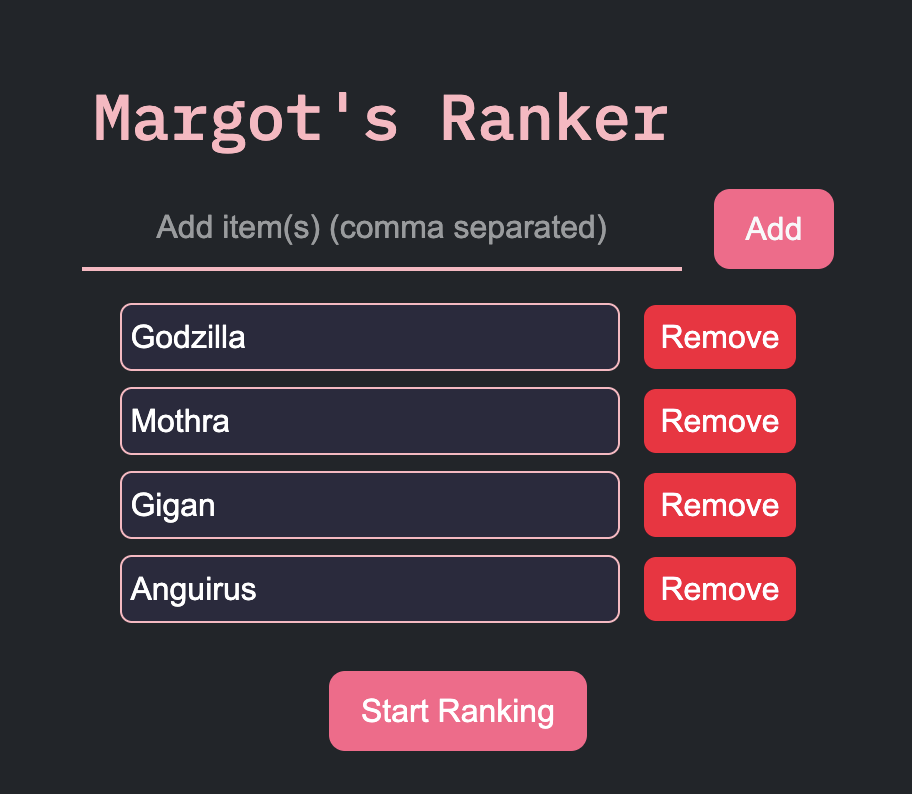 Margot's Ranker
Add item(s) (comma separated) Add
Godzilla Remove
Mothra Remove
Gigan Remove
Anguirus Remove
Start Ranking